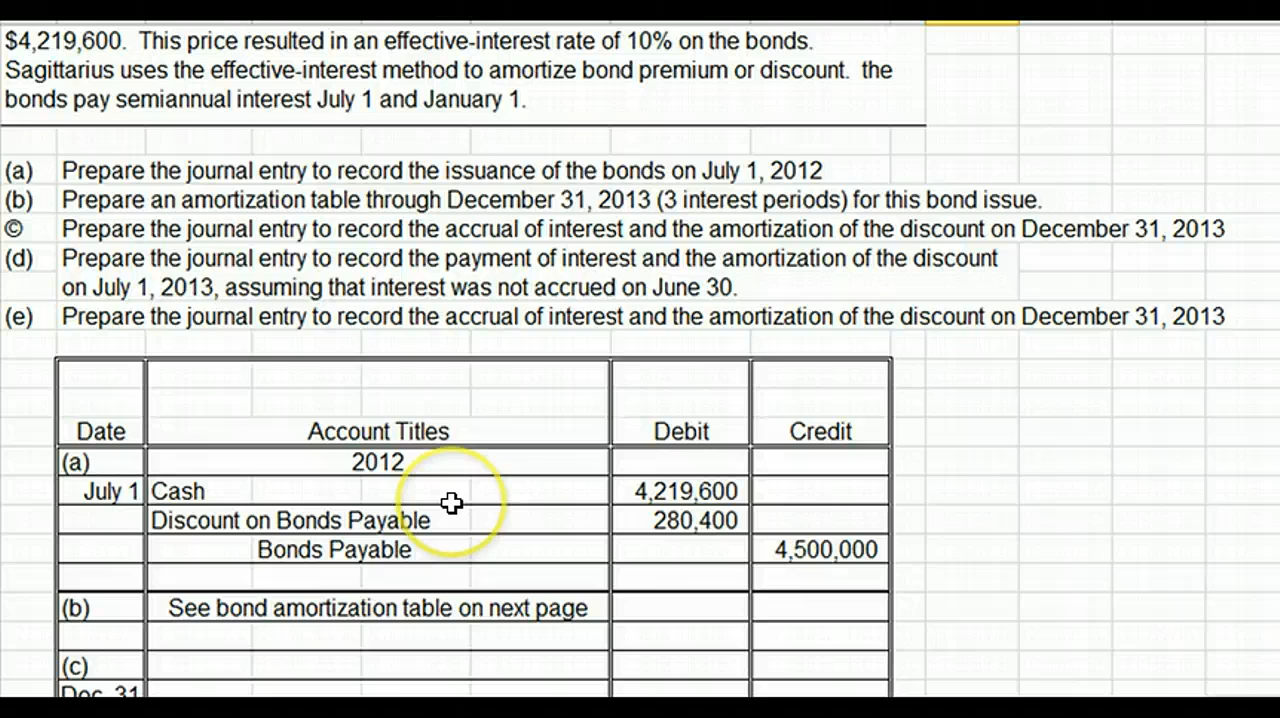 $4,219,600. This price resulted in an effective-interest rate of 10% on the bonds.
Sagittarius uses the effective-interest method to amortize bond premium or discount. the
bonds pay semiannual interest July 1 and January 1.
(a) Prepare the journal entry to record the issuance of the bonds on July 1, 2012
(b) Prepare an amortization table through December 31, 2013 (3 interest periods) for this bond issue.
© Prepare the journal entry to record the accrual of interest and the amortization of the discount on December 31, 2013
(d) Prepare the journal entry to record the payment of interest and the amortization of the discount
on July 1, 2013, assuming that interest was not accrued on June 30.
(e) Prepare the journal entry to record the accrual of interest and the amortization of the discount on December 31, 2013
Date Account Titles Debit Credit
(a) 2012
July 1 Cash 4,219,600
Discount on Bonds Payable 280,400
Bonds Payable 4,500,000
(b) See bond amortization table on next page
(c)
Dec. 31